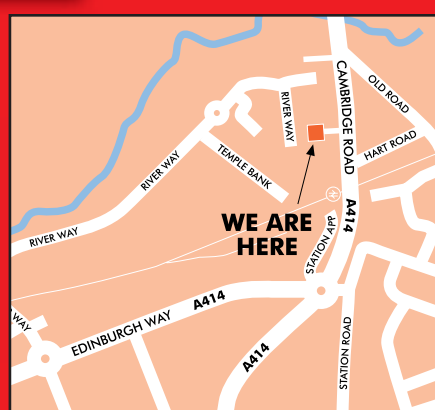 CAMBRIDGE ROAD
OLD ROAD
RIVER WAY
HART ROAD
RIVER WAY
TEMPLE BANK
RIVER WAY
WE ARE
HERE
STATION APP
A414
A414
EDINBURGH WAY
WAY
A414
STATION ROAD